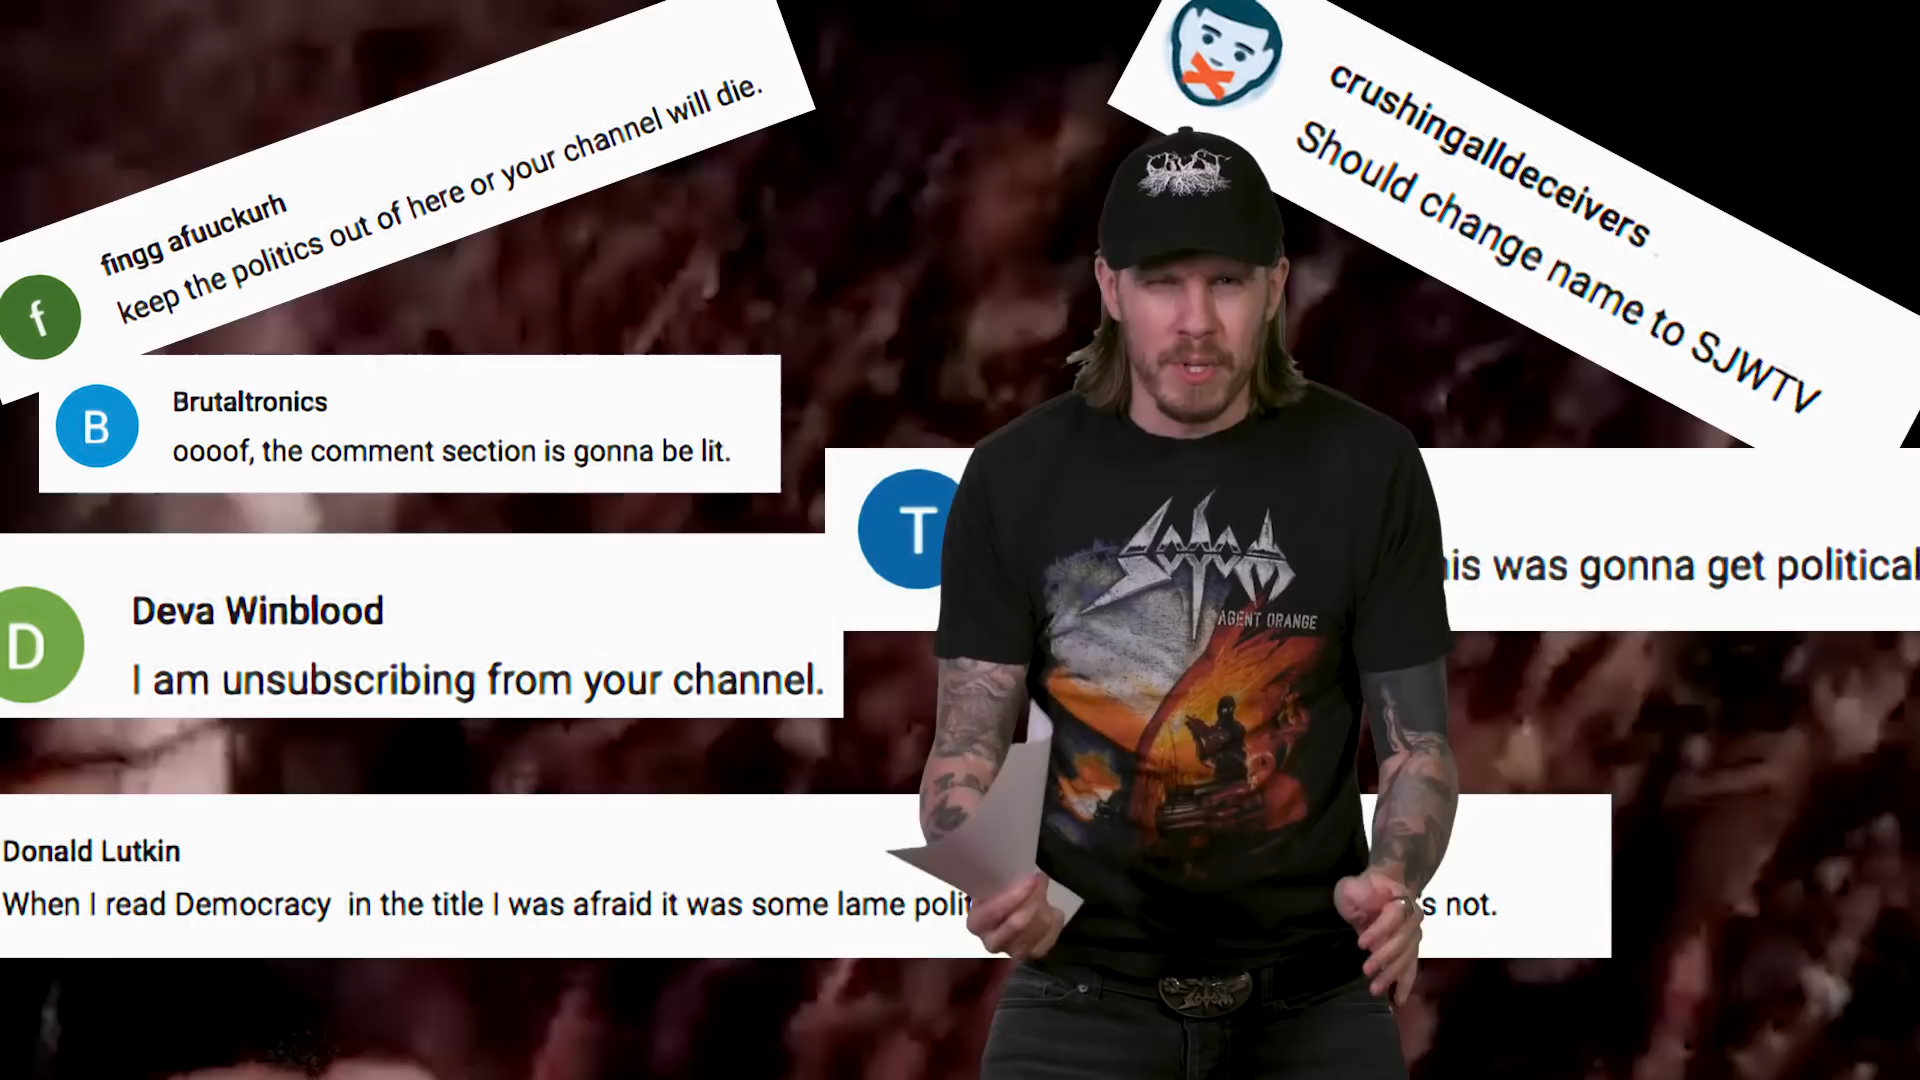 fingg afuuckurh
keep the politics out of here or your channel will die.
crushingalldeceivers
Should change name to SJWTV
B
Brutaltronics
oooof, the comment section is gonna be lit.
T
was gonna get political
D
Deva Winblood
I am unsubscribing from your channel.
Donald Lutkin
When I read Democracy in the title I was afraid it was some lame
not.
f
CRUST
SODOM
AGENT ORANGE
SODOM